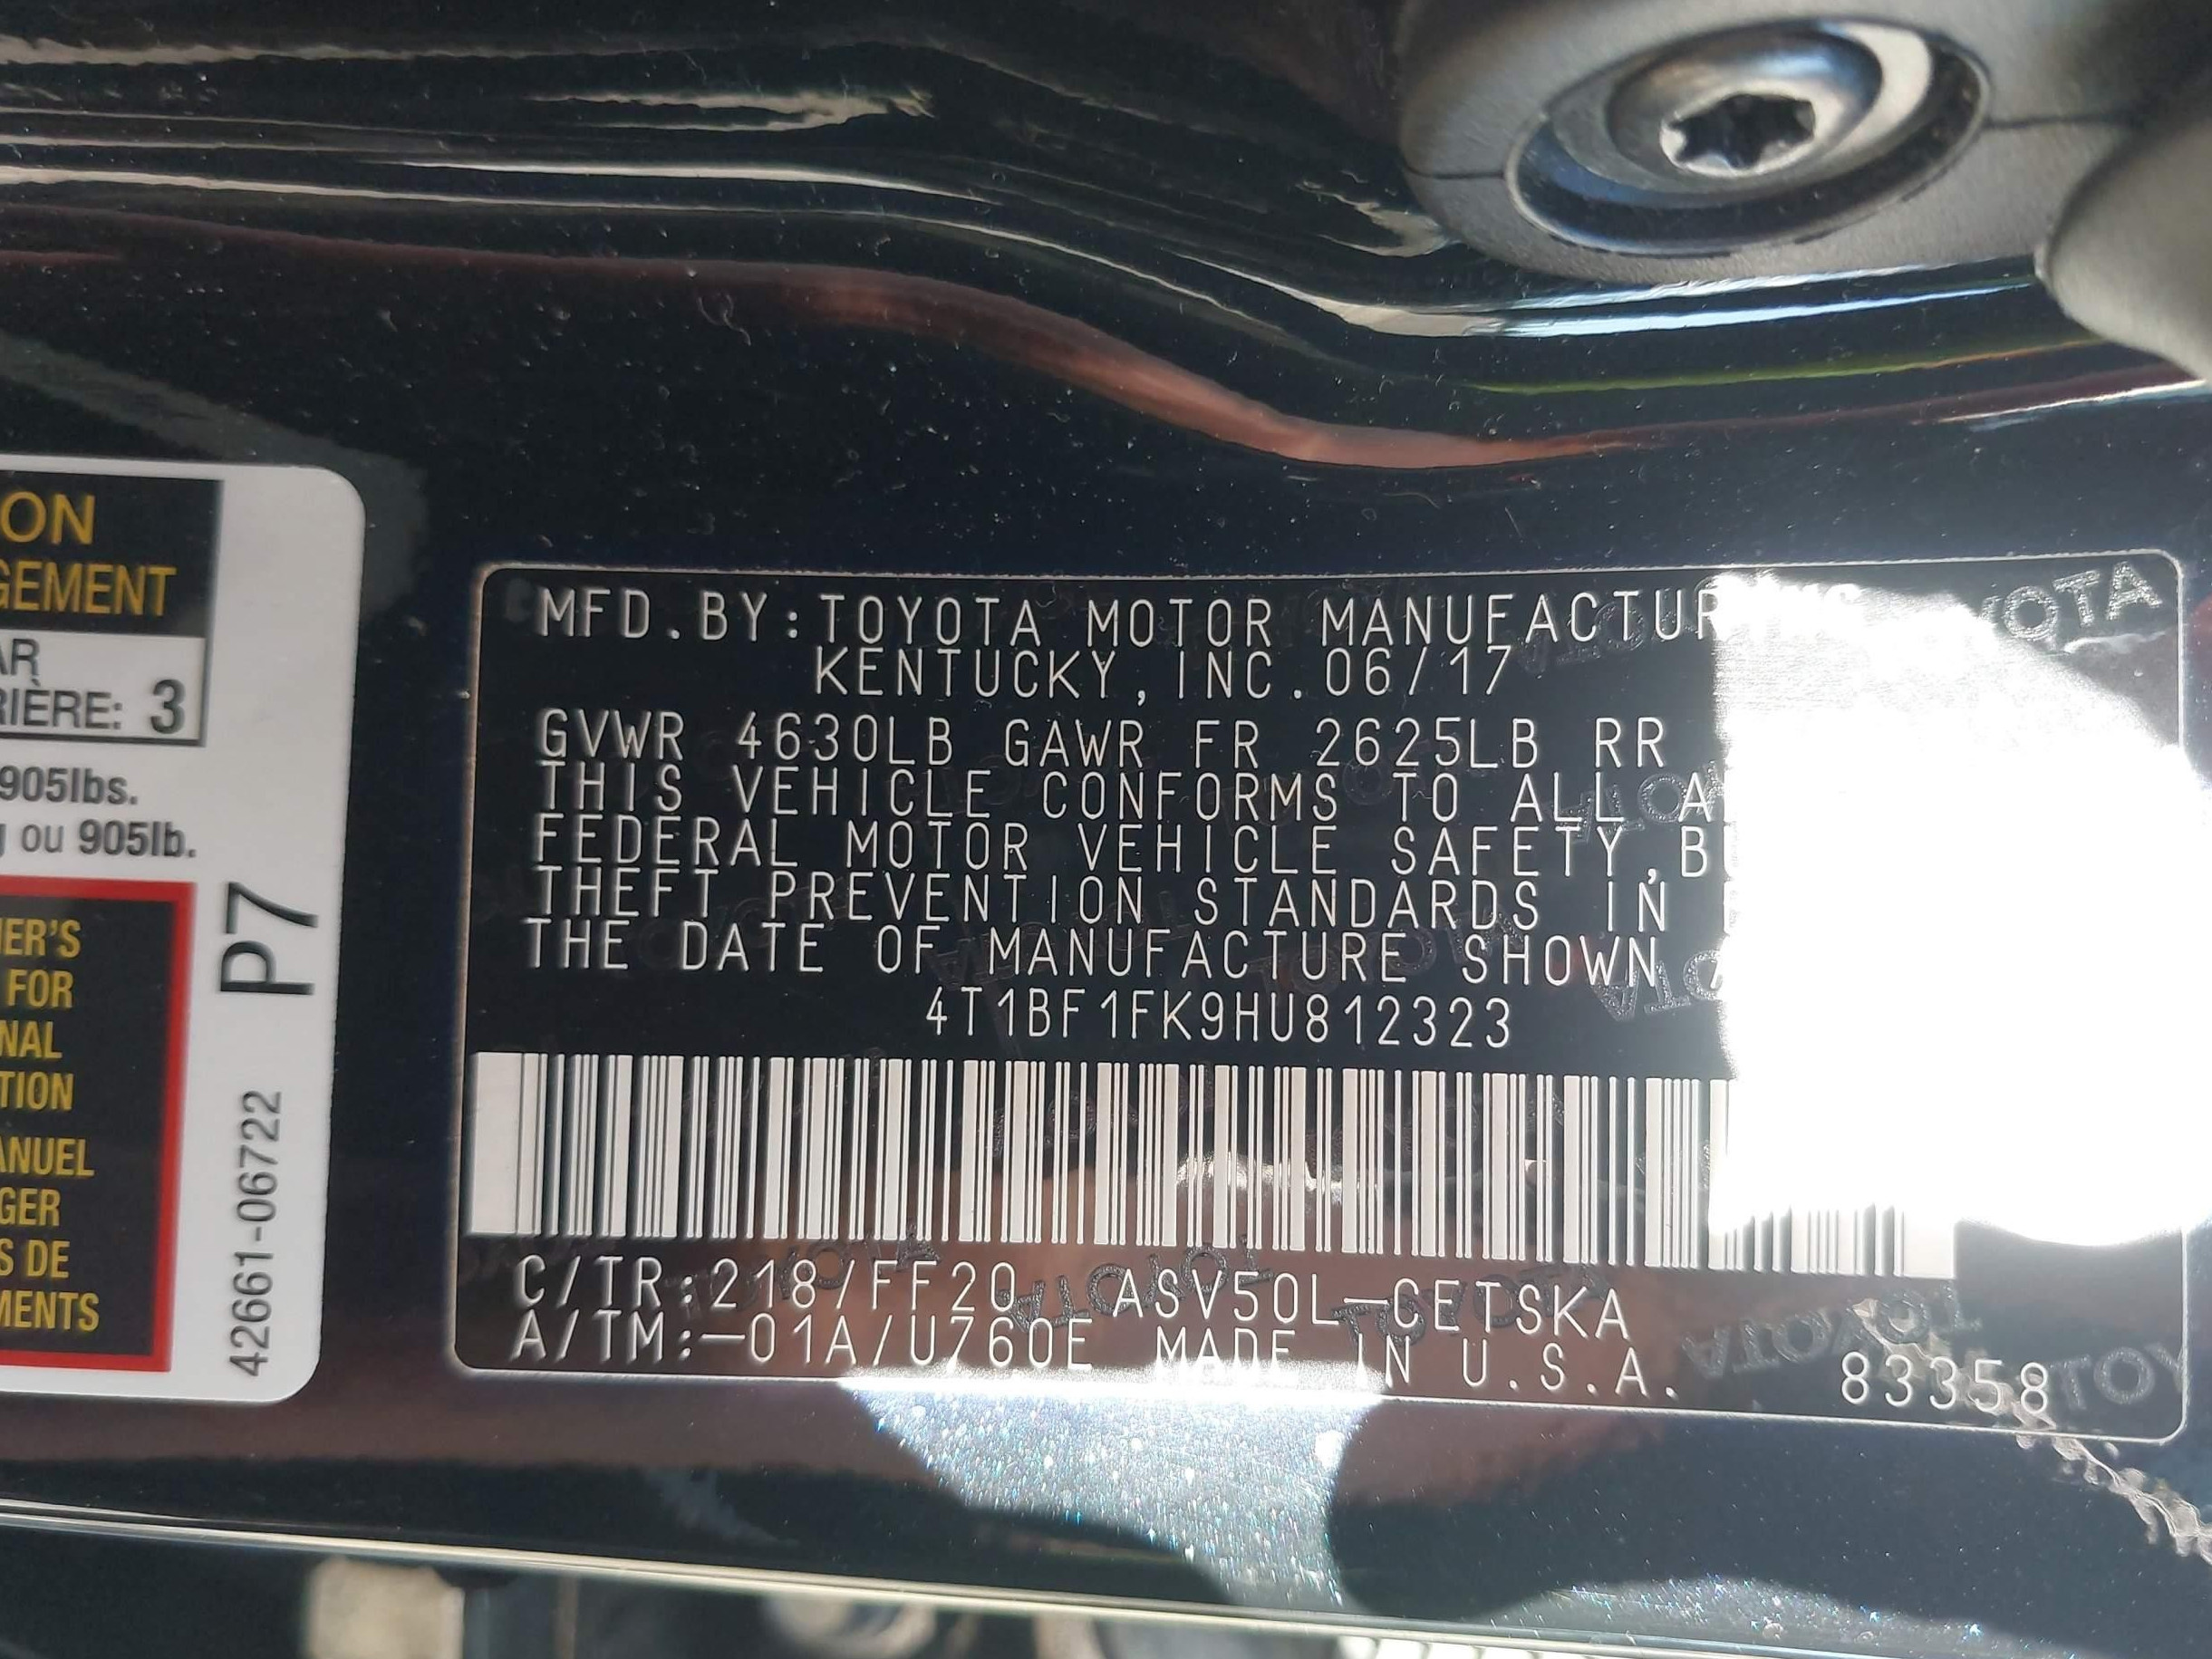 ON
GEMENT
AR
RIÈRE: 3
905lbs.
ou 905lb.
ER'S
FOR
NAL
TION
ANUEL
GER
S DE
MENTS
P7
42661-06722
MFD.BY:TOYOTA MOTOR MANUFACTUR
KENTUCKY,INC.06/17
GVWR 4630LB GAWR FR 2625LB RR
THIS VEHICLE CONFORMS TO ALL A
FEDERAL MOTOR VEHICLE SAFETY,BU
THEFT PREVENTION STANDARDS IN
THE DATE OF MANUFACTURE SHOWN
4T1BF1FK9HU812323
C/TR:218/FF20 ASV50L-CETSKA
A/TM:-01A/U760E MADE IN U.S.A. 83358